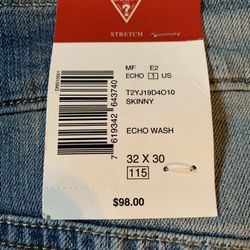 ?
STRETCH
MF E2
ECHO 1 US
T2YJ19D4O10
SKINNY
ECHO WASH
7 619342 643740
32 X 30
115
$98.00